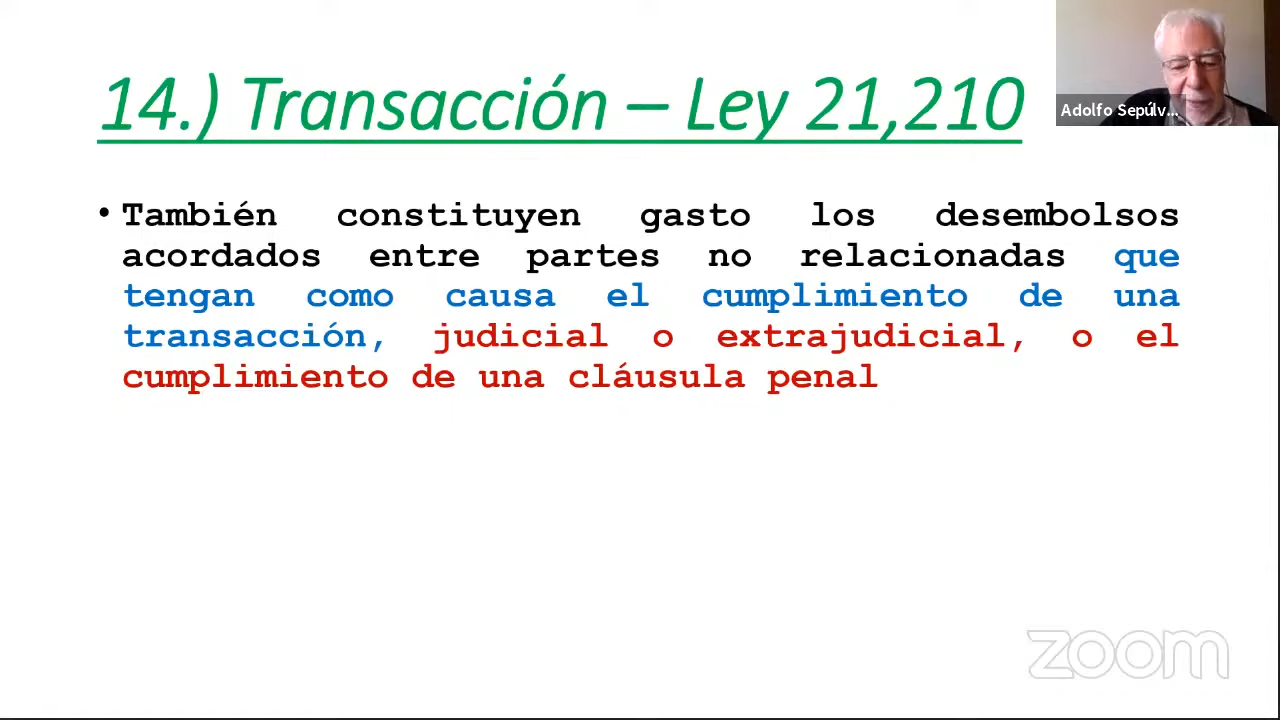 14.) Transacción – Ley 21,210
Adolfo Sepúlv...
• También constituyen gasto los desembolsos
acordados entre partes no relacionadas que
tengan como causa el cumplimiento de una
transacción, judicial o extrajudicial, o el
cumplimiento de una cláusula penal
zoom